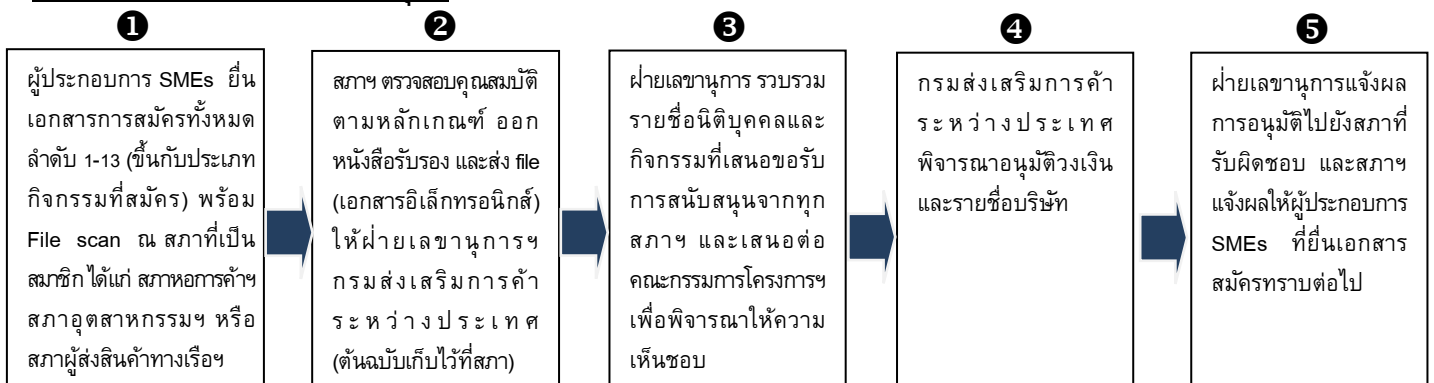 ❶
ผู้ประกอบการ SMEs ยื่น
เอกสารการสมัครทั้งหมด
ลำดับ 1-13 (ขึ้นกับประเภท
กิจกรรมที่สมัคร) พร้อม
File scan ณ สภาที่เป็น
สมาชิก ได้แก่ สภาหอการค้าฯ
สภาอุตสาหกรรมฯ หรือ
สภาผู้ส่งสินค้าทางเรือฯ
❷
สภาฯ ตรวจสอบคุณสมบัติ
ตามหลักเกณฑ์ ออก
หนังสือรับรอง และส่ง file
(เอกสารอิเล็กทรอนิกส์)
ให้ฝ่ายเลขานุการฯ
กรมส่งเสริมการค้า
ระหว่างประเทศ
(ต้นฉบับเก็บไว้ที่สภา)
❸
ฝ่ายเลขานุการ รวบรวม
รายชื่อนิติบุคคลและ
กิจกรรมที่เสนอขอรับ
การสนับสนุนจากทุก
สภาฯ และเสนอต่อ
คณะกรรมการโครงการฯ
เพื่อพิจารณาให้ความ
เห็นชอบ
❹
กรมส่งเสริมการค้า
ระหว่างประเทศ
พิจารณาอนุมัติวงเงิน
และรายชื่อบริษัท
❺
ฝ่ายเลขานุการแจ้งผล
การอนุมัติไปยังสภาที่
รับผิดชอบ และสภาฯ
แจ้งผลให้ผู้ประกอบการ
SMEs ที่ยื่นเอกสาร
สมัครทราบต่อไป